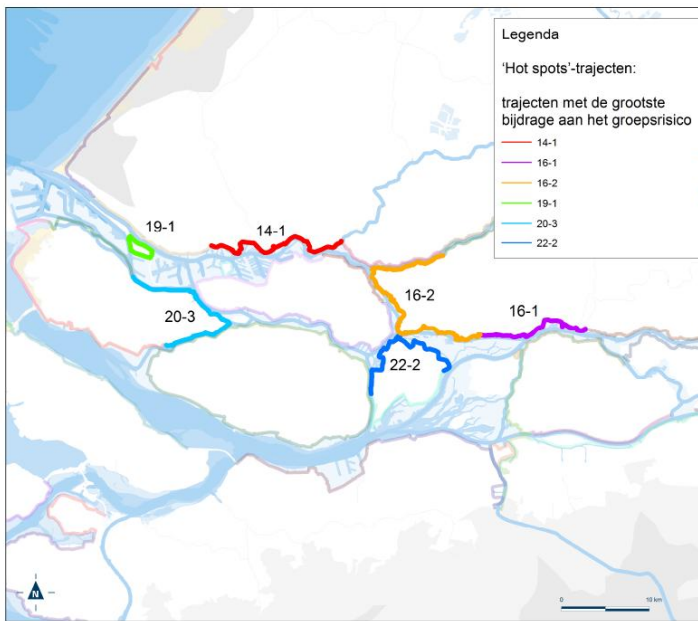 Legenda
'Hot spots'-trajecten:
trajecten met de grootste
bijdrage aan het groepsrisico
14-1
16-1
16-2
19-1
20-3
22-2
19-1
14-1
16-2
16-1
20-3
22-2
N
0
10 km